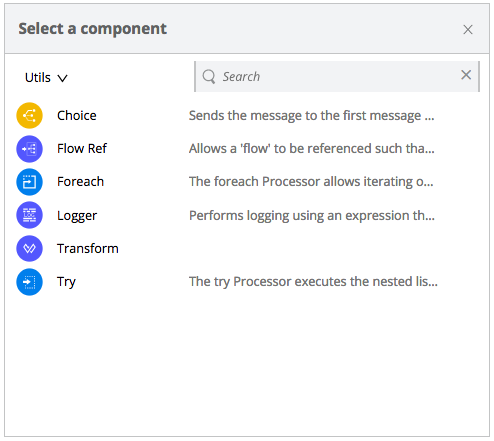 Select a component
Utils
Search
Choice Sends the message to the first message ...
Flow Ref Allows a 'flow' to be referenced such tha...
Foreach The foreach Processor allows iterating o...
Logger Performs logging using an expression th...
Transform
Try The try Processor executes the nested lis...